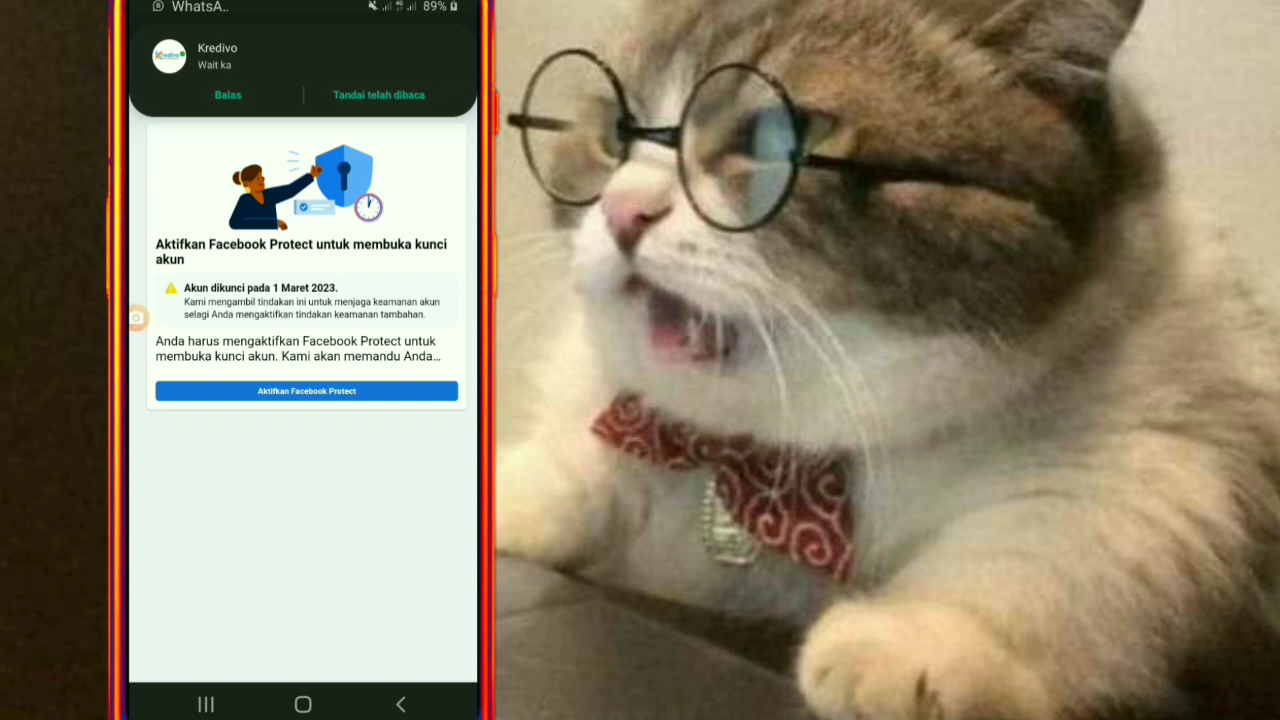 WhatsA..
89%
Kredivo
Kredivo
Wait ka
Balas
Tandai telah dibaca
Aktifkan Facebook Protect untuk membuka kunci
akun
Akun dikunci pada 1 Maret 2023.
Kami mengambil tindakan ini untuk menjaga keamanan akun
selagi Anda mengaktifkan tindakan keamanan tambahan.
Anda harus mengaktifkan Facebook Protect untuk
membuka kunci akun. Kami akan memandu Anda...
Aktifkan Facebook Protect